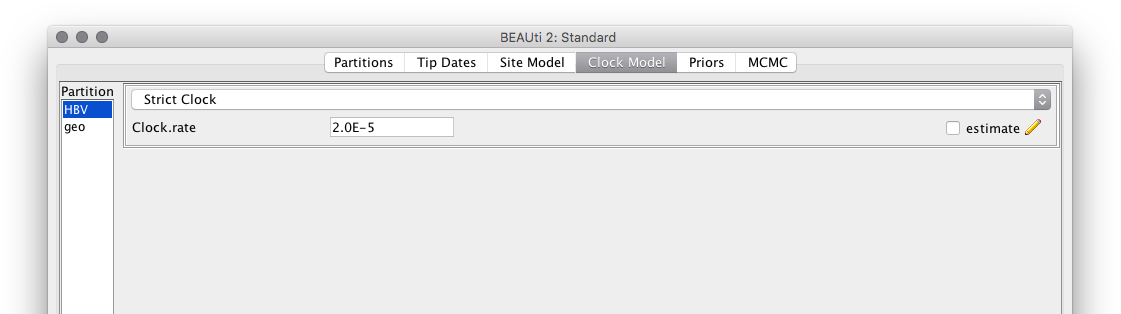 BEAUti 2: Standard
Partitions Tip Dates Site Model Clock Model Priors MCMC
Partition
HBV
geo
Strict Clock
Clock.rate 2.0E-5 estimate